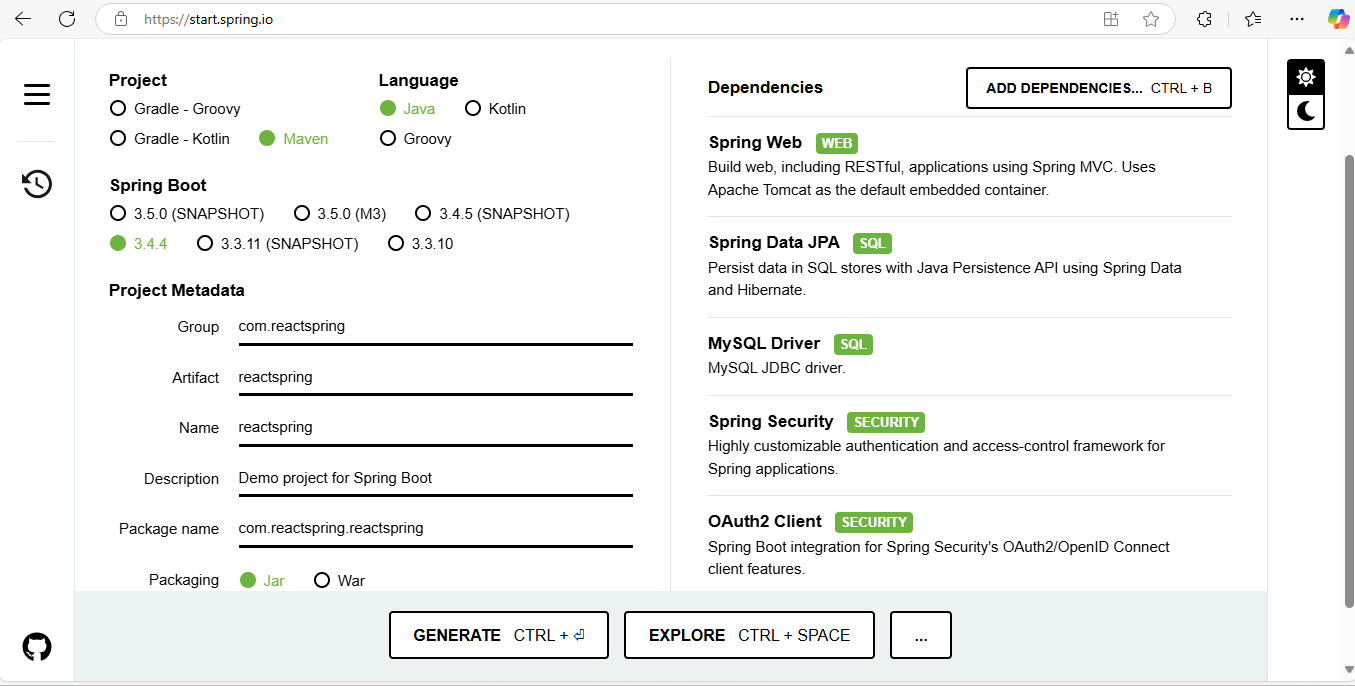 https://start.spring.io
Project
Gradle - Groovy
Gradle - Kotlin Maven
Language
Java Kotlin
Groovy
Spring Boot
3.5.0 (SNAPSHOT) 3.5.0 (M3) 3.4.5 (SNAPSHOT)
3.4.4 3.3.11 (SNAPSHOT) 3.3.10
Project Metadata
Group com.reactspring
Artifact reactspring
Name reactspring
Description Demo project for Spring Boot
Package name com.reactspring.reactspring
Packaging Jar War
Dependencies
ADD DEPENDENCIES... CTRL + B
Spring Web WEB
Build web, including RESTful, applications using Spring MVC. Uses
Apache Tomcat as the default embedded container.
Spring Data JPA SQL
Persist data in SQL stores with Java Persistence API using Spring Data
and Hibernate.
MySQL Driver SQL
MySQL JDBC driver.
Spring Security SECURITY
Highly customizable authentication and access-control framework for
Spring applications.
OAuth2 Client SECURITY
Spring Boot integration for Spring Security's OAuth2/OpenID Connect
client features.
GENERATE CTRL + ⏎
EXPLORE CTRL + SPACE
...